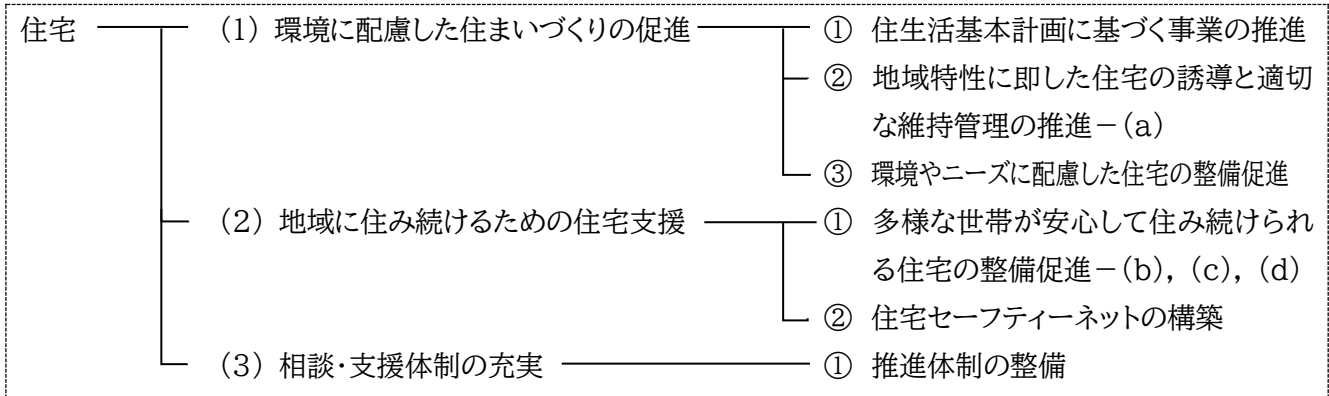 住宅 (1) 環境に配慮した住まいづくりの促進 ① 住生活基本計画に基づく事業の推進
② 地域特性に即した住宅の誘導と適切
な維持管理の推進－(a)
③ 環境やニーズに配慮した住宅の整備促進
(2) 地域に住み続けるための住宅支援 ① 多様な世帯が安心して住み続けられ
る住宅の整備促進－(b), (c), (d)
② 住宅セーフティーネットの構築
(3) 相談・支援体制の充実 ① 推進体制の整備